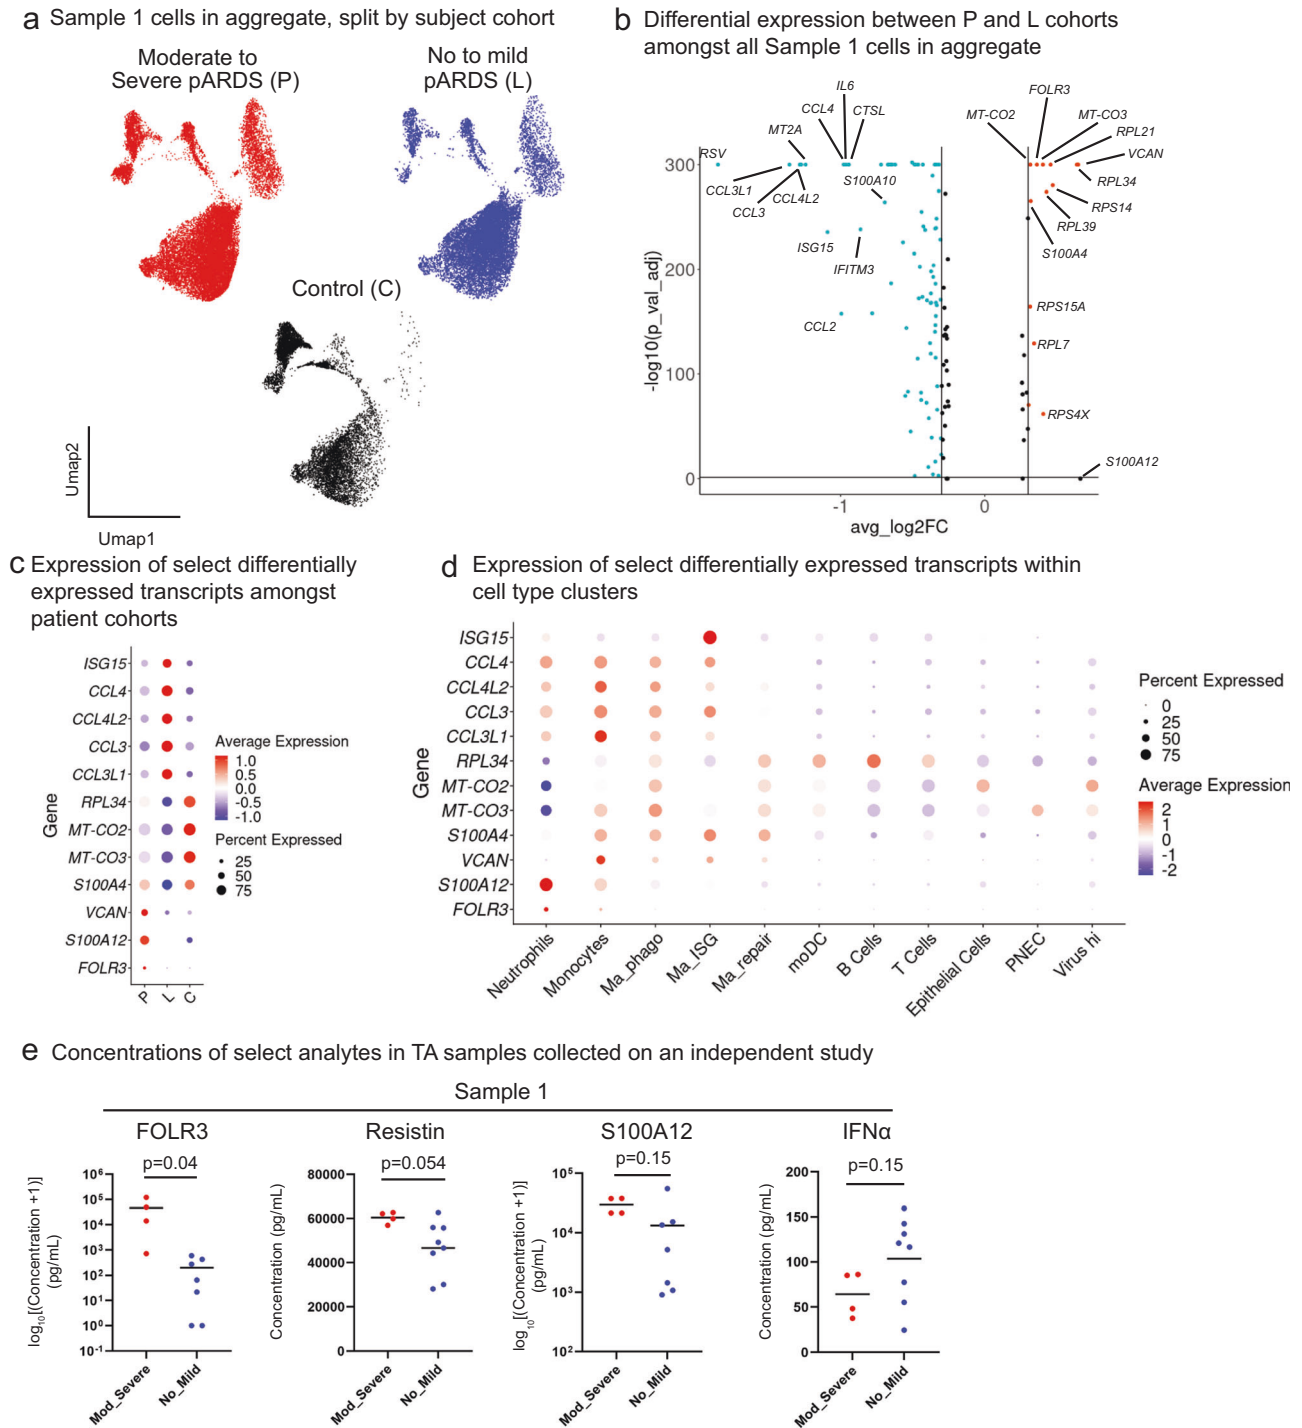 a Sample 1 cells in aggregate, split by subject cohort
Moderate to
Severe pARDS (P)
No to mild
pARDS (L)
Control (C)
Umap2
Umap1
b Differential expression between P and L cohorts
amongst all Sample 1 cells in aggregate
IL6
CCL4
CTSL
MT2A
RSV
CCL3L1
CCL3
CCL4L2
S100A10
ISG15
IFITM3
CCL2
FOLR3
MT-CO2
MT-CO3
RPL21
VCAN
RPL34
RPS14
RPL39
S100A4
RPS15A
RPL7
RPS4X
S100A12
300
200
100
0
-log10(p_val_adj)
-1
0
avg_log2FC
c Expression of select differentially
expressed transcripts amongst
patient cohorts
Gene
ISG15
CCL4
CCL4L2
CCL3
CCL3L1
RPL34
MT-CO2
MT-CO3
S100A4
VCAN
S100A12
FOLR3
P L C
Average Expression
1.0
0.5
0.0
-0.5
-1.0
Percent Expressed
25
50
75
d Expression of select differentially expressed transcripts within
cell type clusters
Gene
ISG15
CCL4
CCL4L2
CCL3
CCL3L1
RPL34
MT-CO2
MT-CO3
S100A4
VCAN
S100A12
FOLR3
Neutrophils
Monocytes
Ma_phago
Ma_ISG
Ma_repair
moDC
B Cells
T Cells
Epithelial Cells
PNEC
Virus hi
Percent Expressed
0
25
50
75
Average Expression
2
1
0
-1
-2
e Concentrations of select analytes in TA samples collected on an independent study
Sample 1
FOLR3
p=0.04
log10[(Concentration +1)]
(pg/mL)
10⁶
10⁵
10⁴
10³
10²
10¹
10⁰
10⁻¹
Mod_Severe
No_Mild
Resistin
p=0.054
Concentration (pg/mL)
80000
60000
40000
20000
0
Mod_Severe
No_Mild
S100A12
p=0.15
log10[(Concentration +1)]
(pg/mL)
10⁵
10⁴
10³
10²
Mod_Severe
No_Mild
IFNα
p=0.15
Concentration (pg/mL)
200
150
100
50
0
Mod_Severe
No_Mild